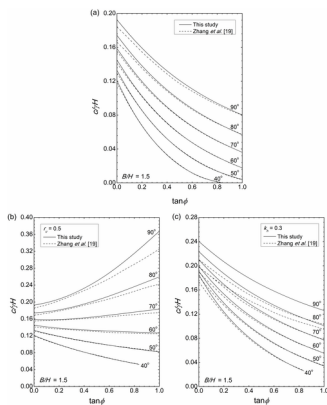 (a)
0.20
0.16
0.12
0.08
0.04
0.00
c/γH
This study
Zhang et al. [19]
90°
80°
70°
60°
50°
40°
B/H = 1.5
0.0 0.2 0.4 0.6 0.8 1.0
tanϕ
(b)
0.40
0.36
0.32
0.28
0.24
0.20
0.16
0.12
0.08
0.04
0.00
c/γH
r_u = 0.5
This study
Zhang et al. [19]
90°
80°
70°
60°
50°
40°
B/H = 1.5
0.0 0.2 0.4 0.6 0.8 1.0
tanϕ
(c)
0.28
0.24
0.20
0.16
0.12
0.08
0.04
0.00
c/γH
k_h = 0.3
This study
Zhang et al. [19]
90°
80°
70°
60°
50°
40°
B/H = 1.5
0.0 0.2 0.4 0.6 0.8 1.0
tanϕ